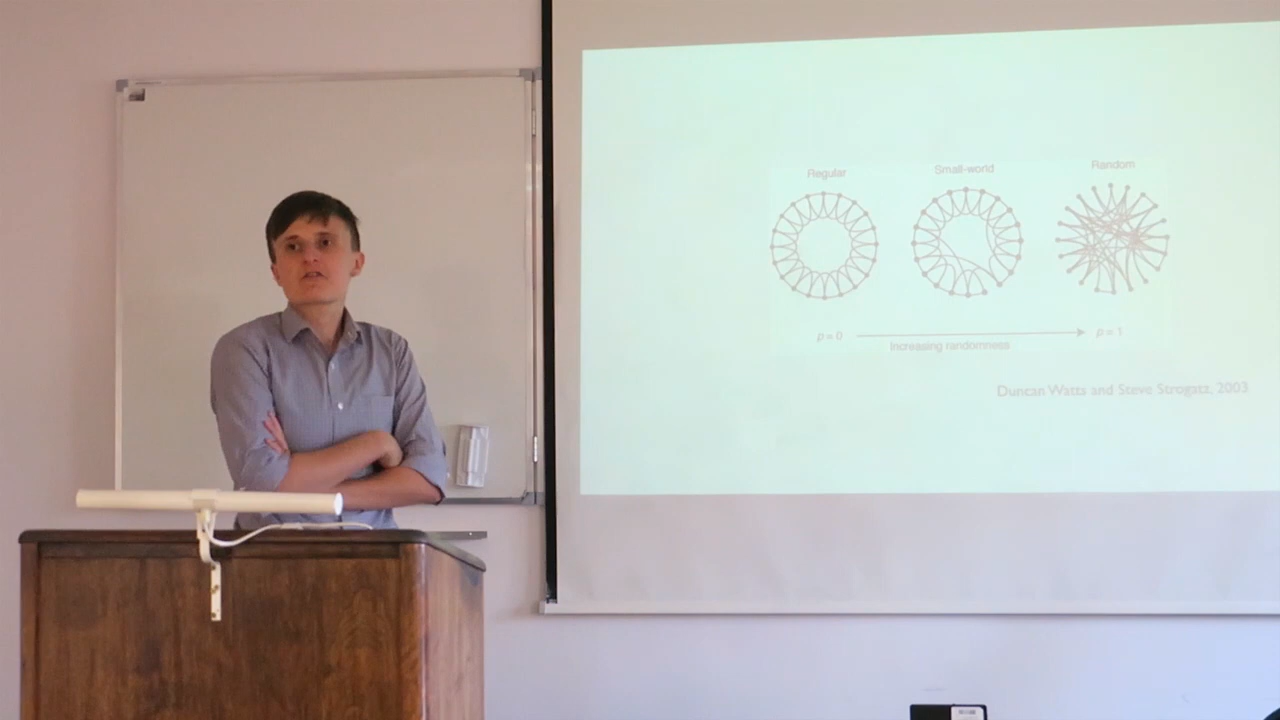 Regular
Small-world
Random
p = 0
p = 1
Increasing randomness
Duncan Watts and Steve Strogatz, 2003